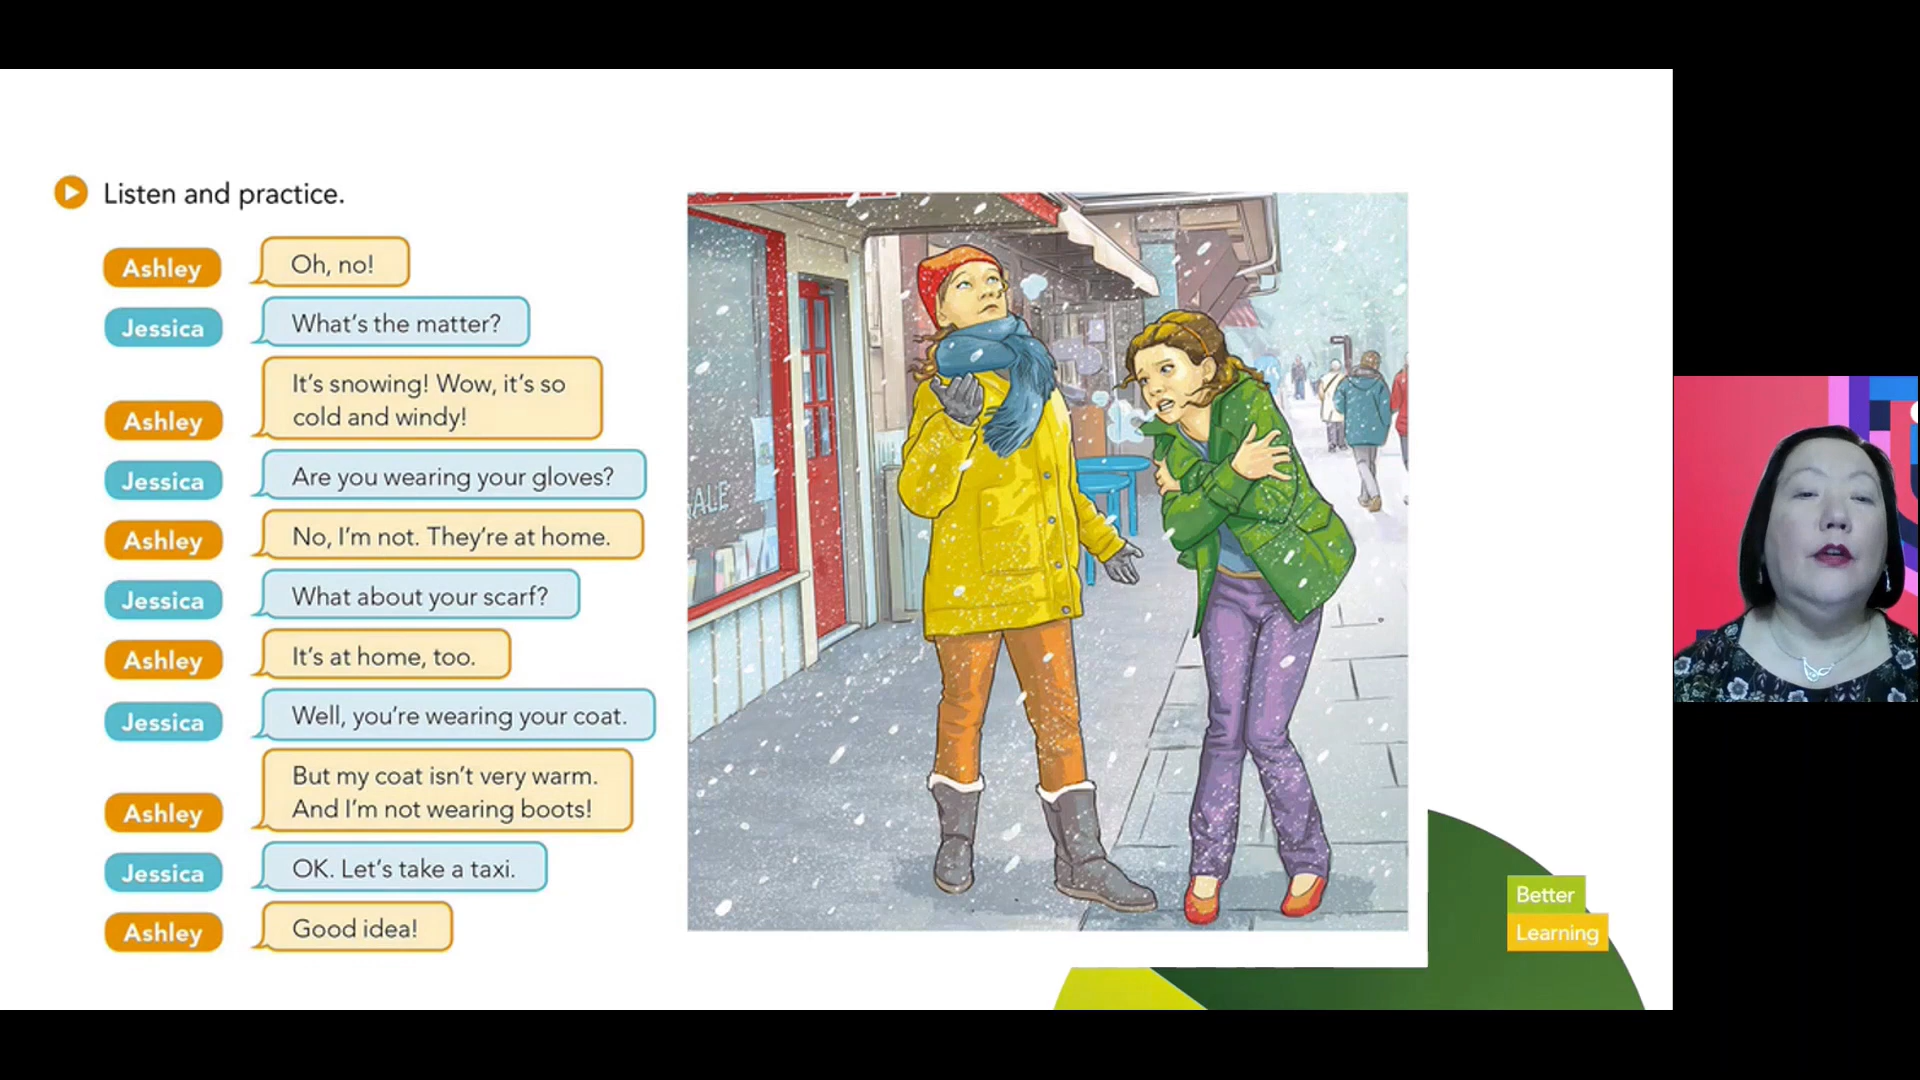 Listen and practice.
Ashley
Oh, no!
Jessica
What's the matter?
Ashley
It's snowing! Wow, it's so
cold and windy!
Jessica
Are you wearing your gloves?
Ashley
No, I'm not. They're at home.
Jessica
What about your scarf?
Ashley
It's at home, too.
Jessica
Well, you're wearing your coat.
Ashley
But my coat isn't very warm.
And I'm not wearing boots!
Jessica
OK. Let's take a taxi.
Ashley
Good idea!
ALE
Better
Learning